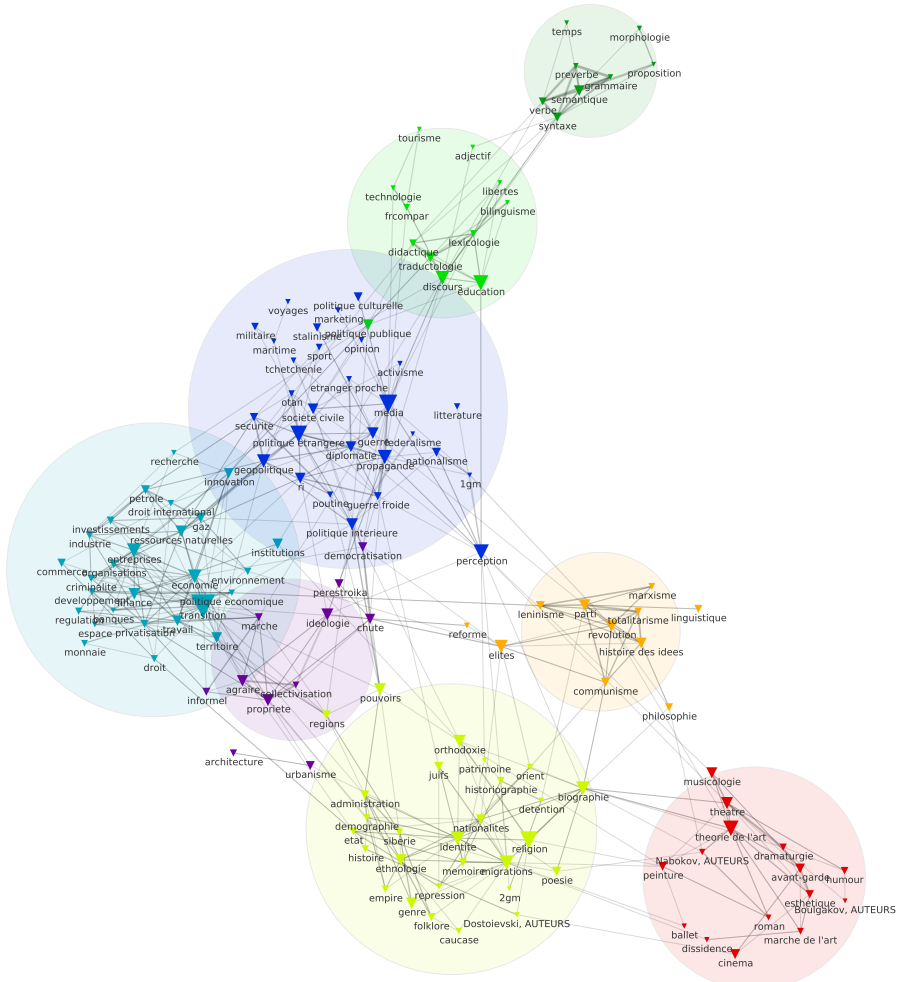 temps
morphologie
preverbe
proposition
grammaire
semantique
verbe
syntaxe
tourisme
adjectif
technologie
libertes
frcompar
bilinguisme
lexicologie
didactique
traductologie
discours
education
politique culturelle
voyages
marketing
militaire
stalinisme
politique publique
maritime
sport
opinion
tchetchenie
activisme
etranger proche
otan
media
litterature
societe civile
securite
politique etrangere
guerre
federalisme
diplomatie
nationalisme
propagande
recherche
geopolitique
innovation
ri
1gm
petrole
poutine
guerre froide
droit international
investissements
gaz
politique interieure
industrie
ressources naturelles
institutions
democratisation
entreprises
perception
commerce
organisations
environnement
economie
criminalite
perestroika
developpement
finance
politique economique
marxisme
regulation
banques
transition
leninisme
parti
totalitarisme
linguistique
espace
privatisation
travail
marche
ideologie
chute
reforme
revolution
monnaie
territoire
elites
histoire des idees
droit
agraire
collectivisation
communisme
informel
propriete
pouvoirs
regions
philosophie
architecture
orthodoxie
urbanisme
juifs
patrimoine
orient
musicologie
historiographie
biographie
administration
detention
theatre
demographie
nationalites
theorie de l'art
etat
siberie
identite
religion
histoire
dramaturgie
ethnologie
memoire
migrations
Nabokov, AUTEURS
peinture
avant-garde
humour
poesie
empire
repression
2gm
genre
esthetique
Boulgakov, AUTEURS
folklore
Dostoievski, AUTEURS
roman
caucase
ballet
marche de l'art
dissidence
cinema